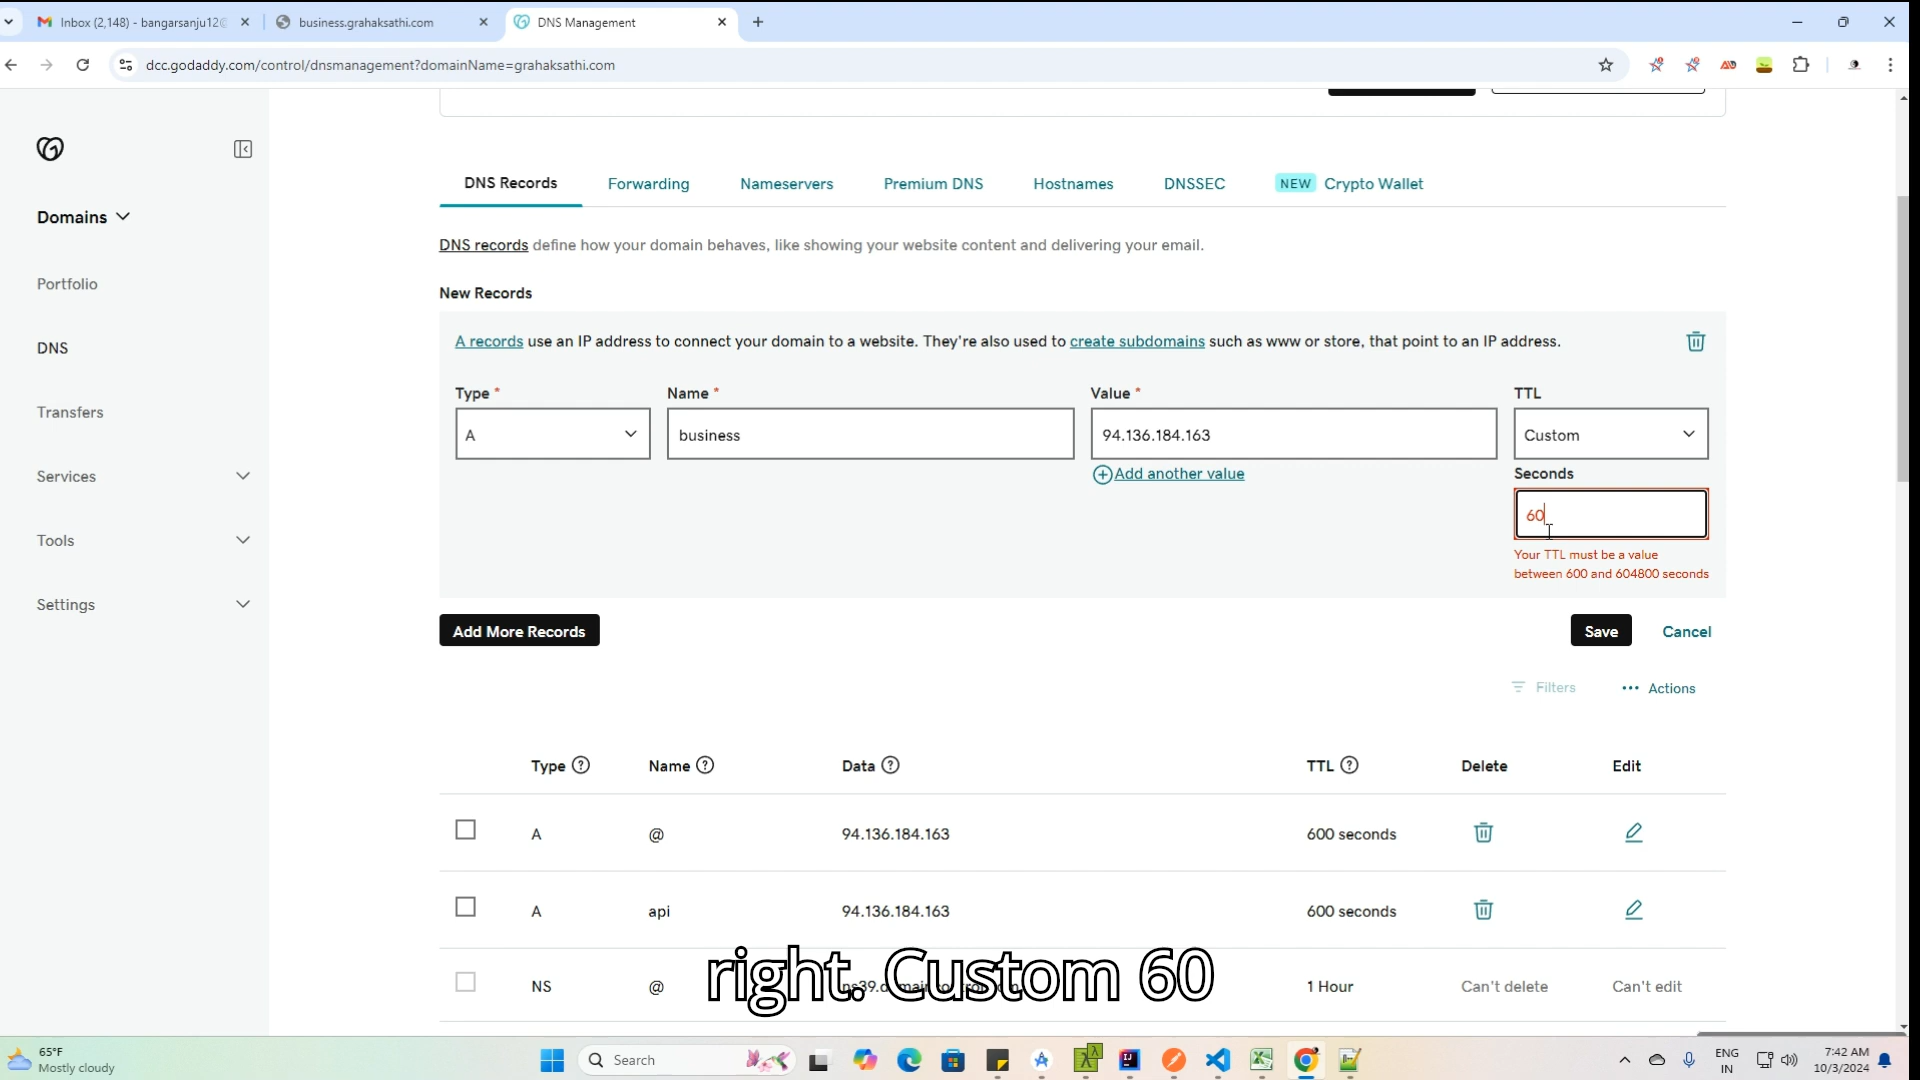 Inbox (2,148) - bangarsanju12
business.grahaksathi.com
DNS Management
dcc.godaddy.com/control/dnsmanagement?domainName=grahaksathi.com
DNS Records
Forwarding
Nameservers
Premium DNS
Hostnames
DNSSEC
NEW Crypto Wallet
Domains
Portfolio
DNS
Transfers
Services
Tools
Settings
DNS records define how your domain behaves, like showing your website content and delivering your email.
New Records
A records use an IP address to connect your domain to a website. They're also used to create subdomains such as www or store, that point to an IP address.
Type *
Name *
Value *
TTL
A
business
94.136.184.163
Custom
Add another value
Seconds
60
Your TTL must be a value
between 600 and 604800 seconds
Add More Records
Save
Cancel
Filters
Actions
Type
Name
Data
TTL
Delete
Edit
A @ 94.136.184.163 600 seconds
A api 94.136.184.163 600 seconds
NS @ 1 Hour Can't delete Can't edit
right. Custom 60
65°F
Mostly cloudy
Search
ENG
IN
7:42 AM
10/3/2024